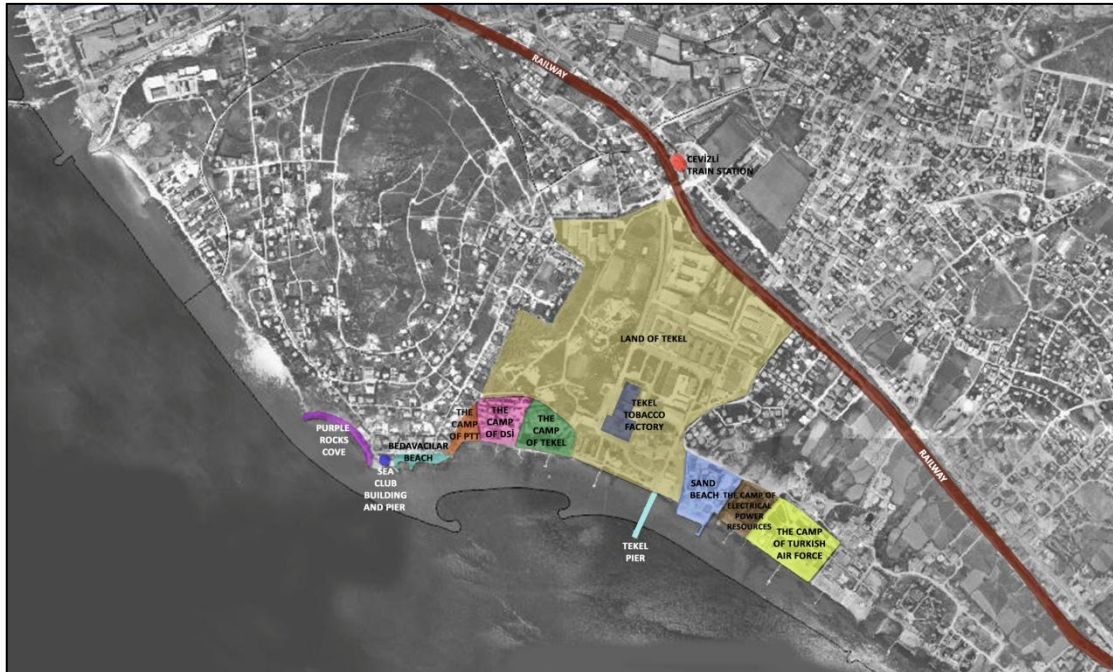 RAILWAY
CEVİZLİ
TRAIN STATION
LAND OF TEKEL
TEKEL
TOBACCO
FACTORY
THE
CAMP
OF PTT
THE
CAMP
OF DSİ
THE
CAMP
OF TEKEL
PURPLE
ROCKS
COVE
BEDAVACILAR
BEACH
SEA
CLUB
BUILDING
AND PIER
SAND
BEACH
THE CAMP OF
ELECTRICAL
POWER
RESOURCES
THE CAMP
OF TURKISH
AIR FORCE
TEKEL
PIER
RAILWAY